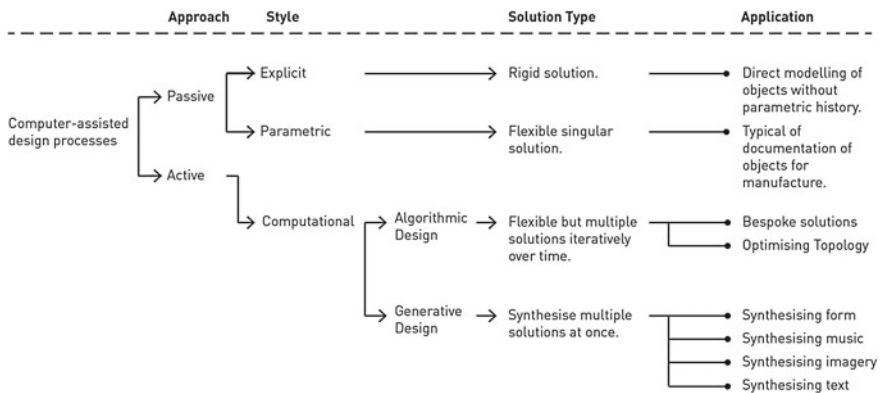 Approach
Style
Solution Type
Application
Computer-assisted
design processes
Passive
Explicit
Rigid solution.
Direct modelling of
objects without
parametric history.
Parametric
Flexible singular
solution.
Typical of
documentation of
objects for
manufacture.
Active
Computational
Algorithmic
Design
Flexible but multiple
solutions iteratively
over time.
Bespoke solutions
Optimising Topology
Generative
Design
Synthesise multiple
solutions at once.
Synthesising form
Synthesising music
Synthesising imagery
Synthesising text